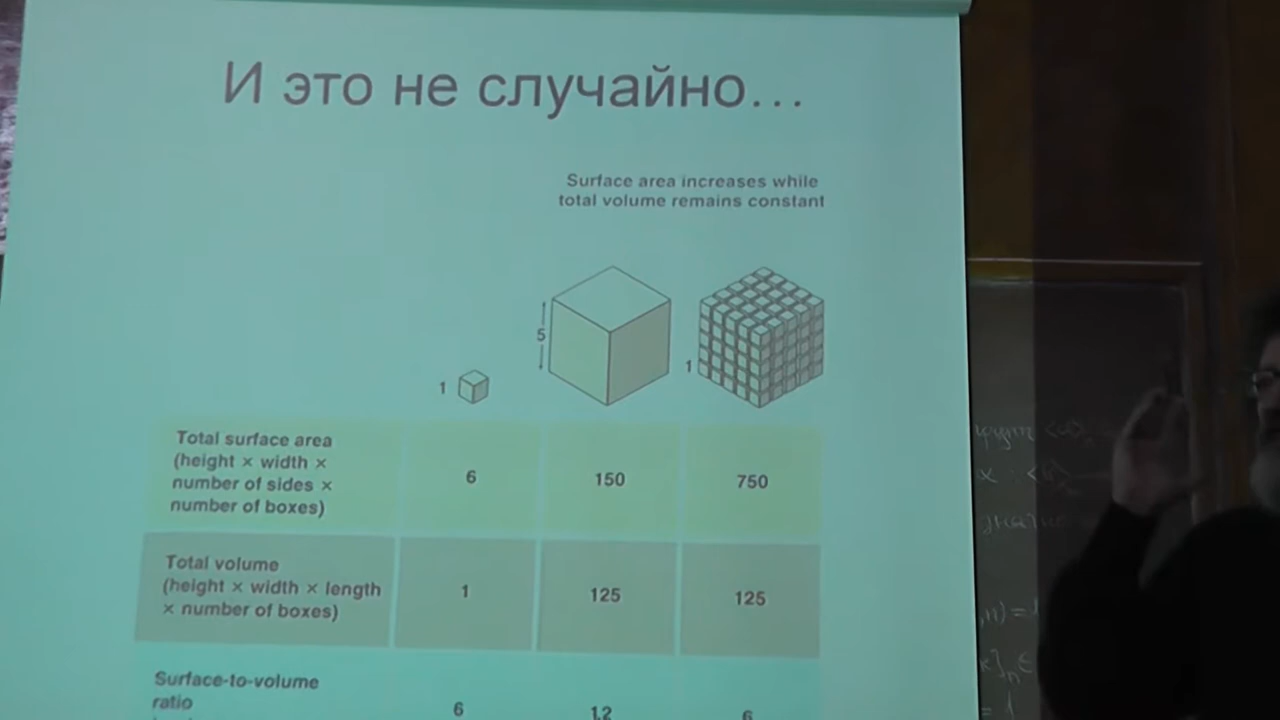 И это не случайно...
Surface area increases while
total volume remains constant
5
1
1
Total surface area
(height × width ×
number of sides ×
number of boxes)
6
150
750
Total volume
(height × width × length
× number of boxes)
1
125
125
Surface-to-volume
ratio
6
1.2
6